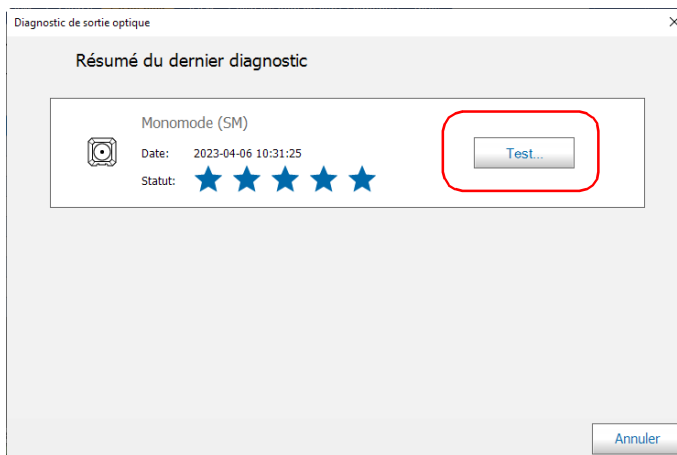 Diagnostic de sortie optique
Résumé du dernier diagnostic
Monomode (SM)
Date: 2023-04-06 10:31:25
Test...
Statut:
Annuler